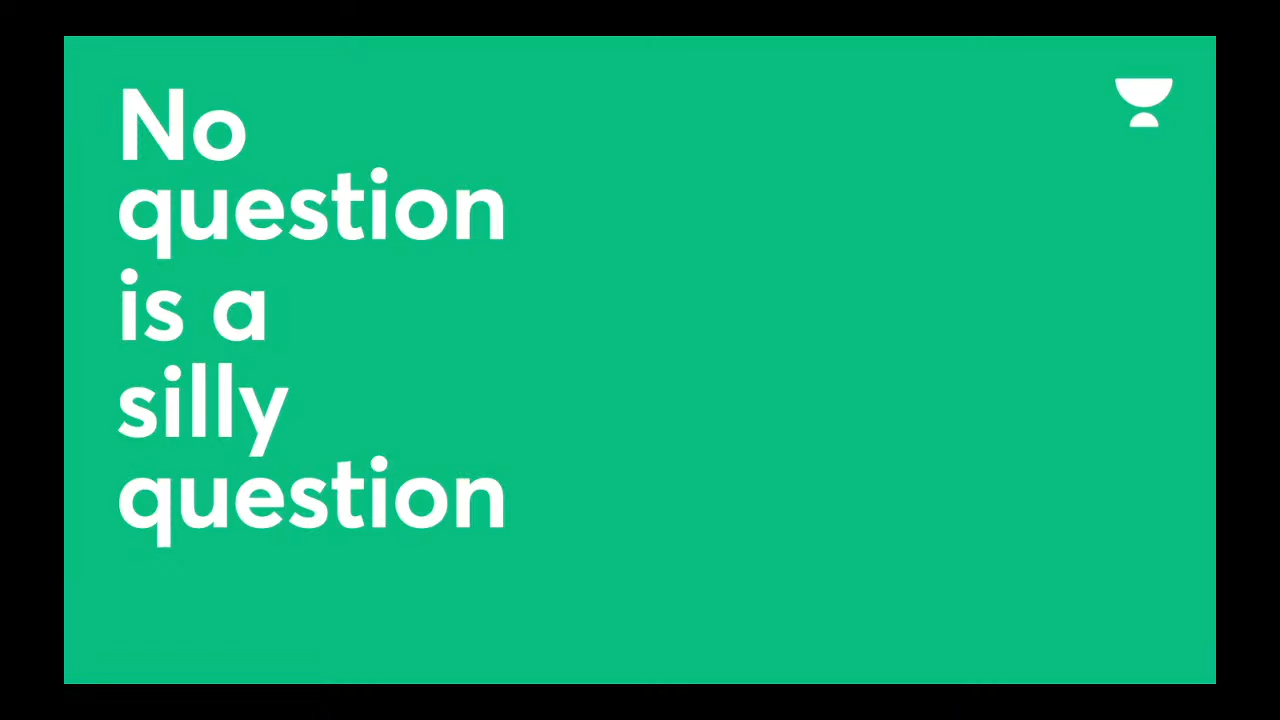 No
question
is a
silly
question